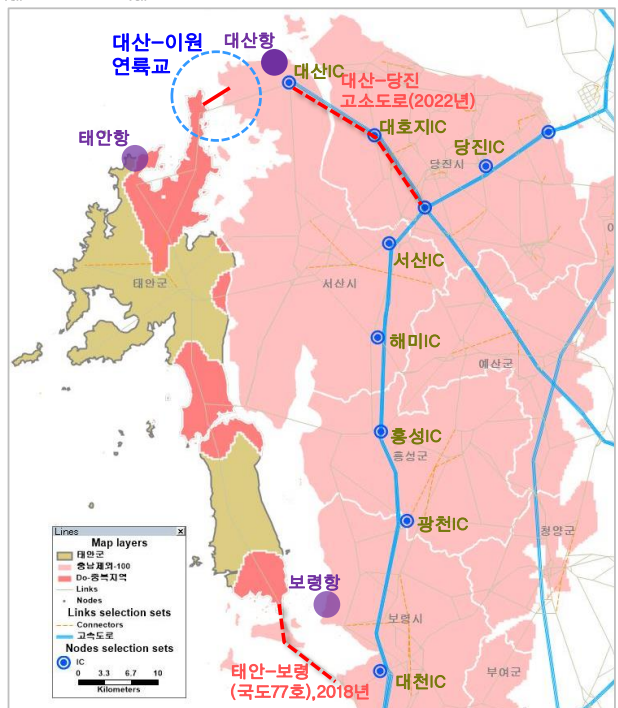 대산-이원
연륙교
대산항
대산IC
대산-당진
고소도로(2022년)
대호지IC
태안항
당진IC
당진시
서산IC
태안군
서산시
해미IC
예산군
홍성IC
홍성군
광천IC
청양군
Lines
Map layers
태안군
충남제외-100
Do-중복지역
Links
Nodes
Links selection sets
Connectors
고속도로
Nodes selection sets
IC
0 3.3 6.7 10
Kilometers
보령항
보령시
태안-보령
(국도77호),2018년
대천IC
부여군